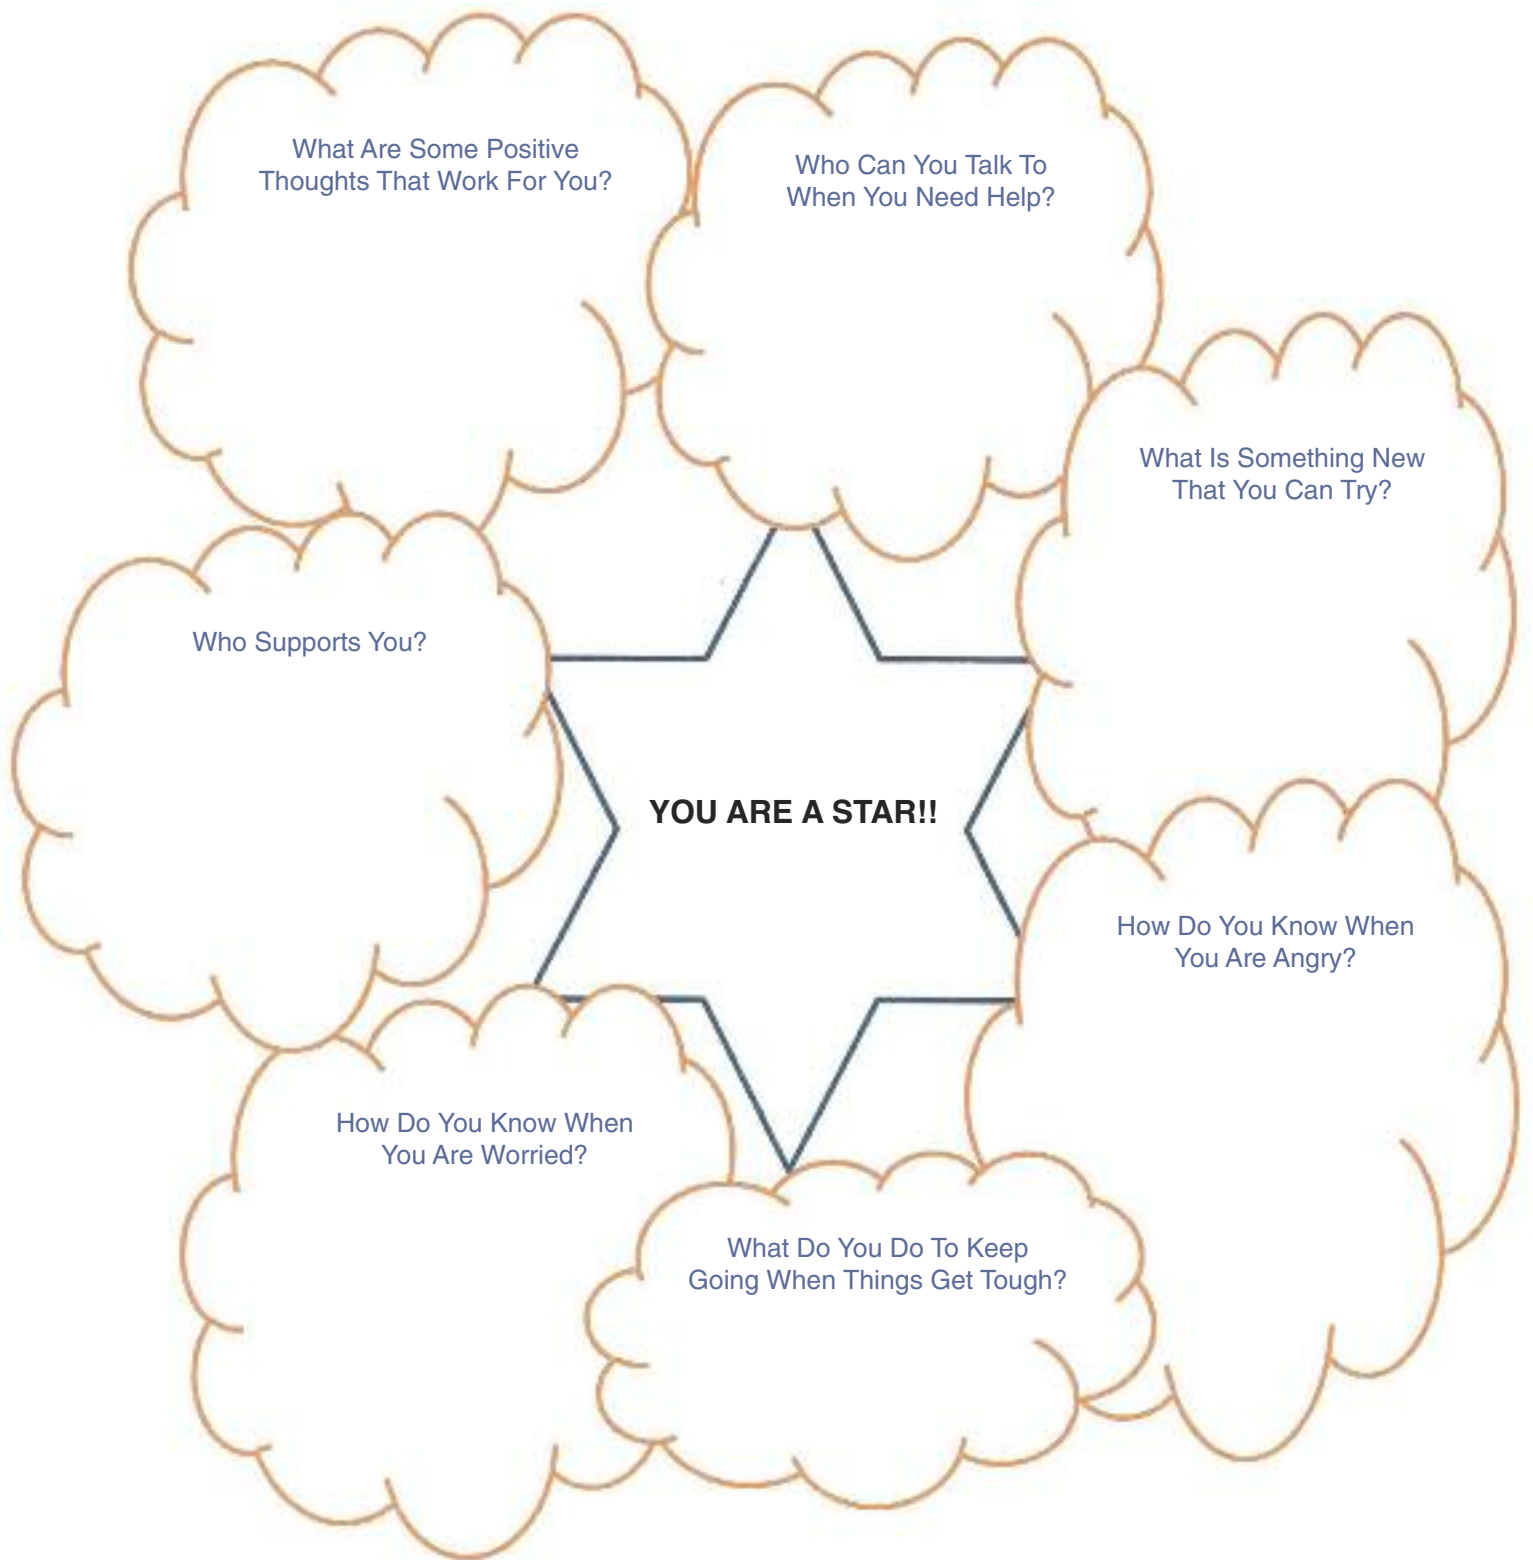 What Are Some Positive
Thoughts That Work For You?
Who Can You Talk To
When You Need Help?
What Is Something New
That You Can Try?
Who Supports You?
YOU ARE A STAR!!
How Do You Know When
You Are Angry?
How Do You Know When
You Are Worried?
What Do You Do To Keep
Going When Things Get Tough?